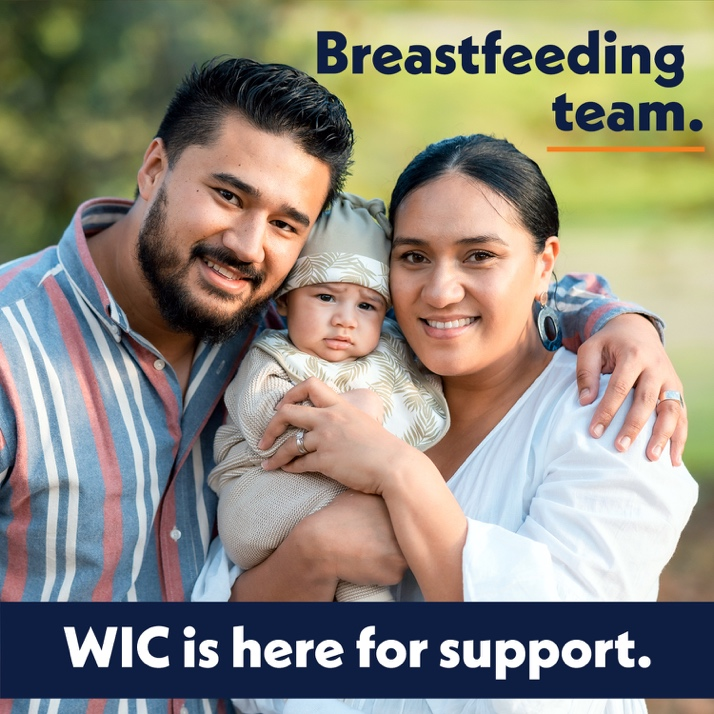 Breastfeeding
team.
WIC is here for support.